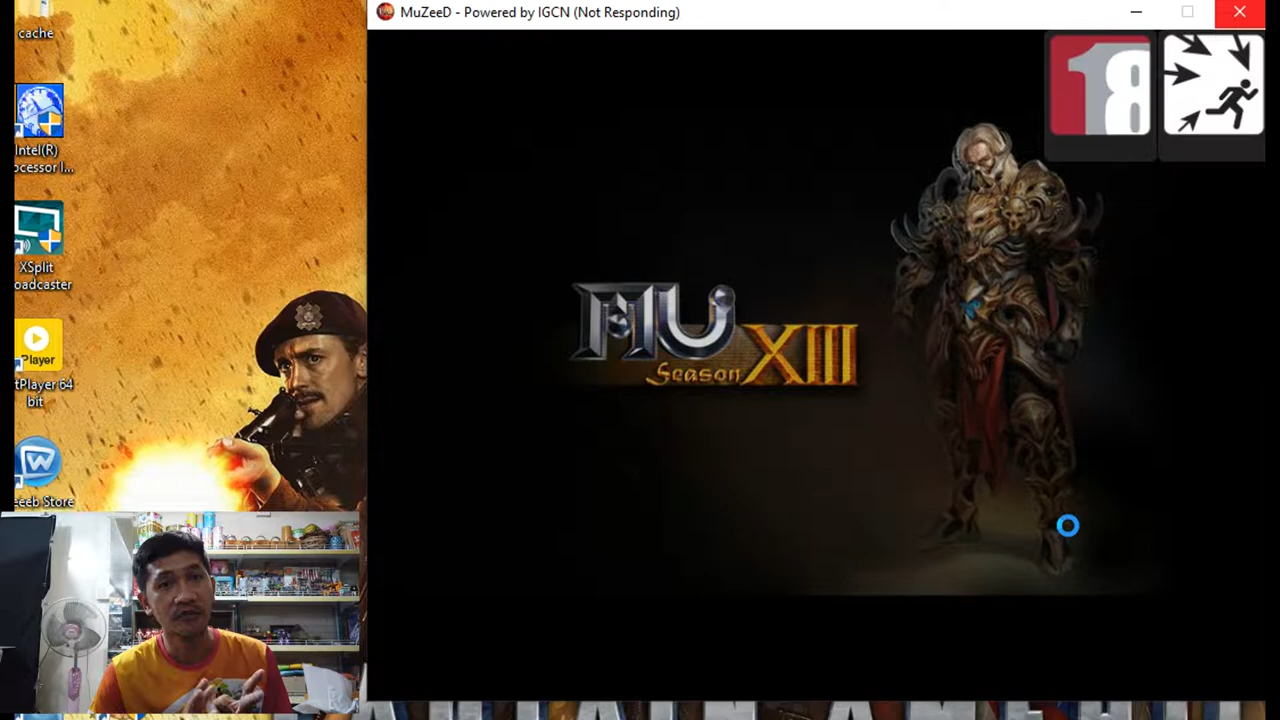 cache
MuZeeD - Powered by IGCN (Not Responding)
18
Intel(R)
ocessor I...
XSplit
oadcaster
Player
tPlayer 64
bit
eeeb Store
MU
Season XIII